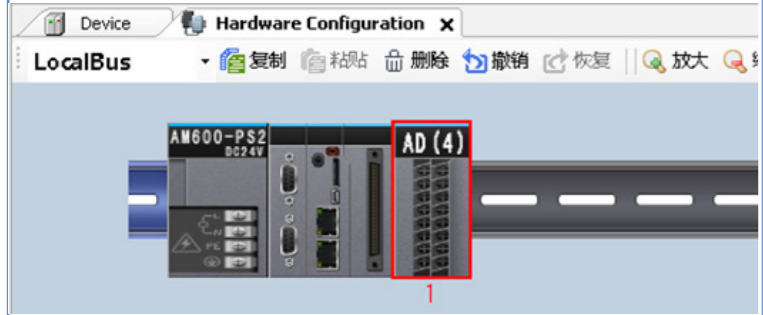 Device Hardware Configuration x
LocalBus 复制 粘贴 删除 撤销 恢复 放大
AM600-PS2
DC24V
AD (4)
L
N
PE
1